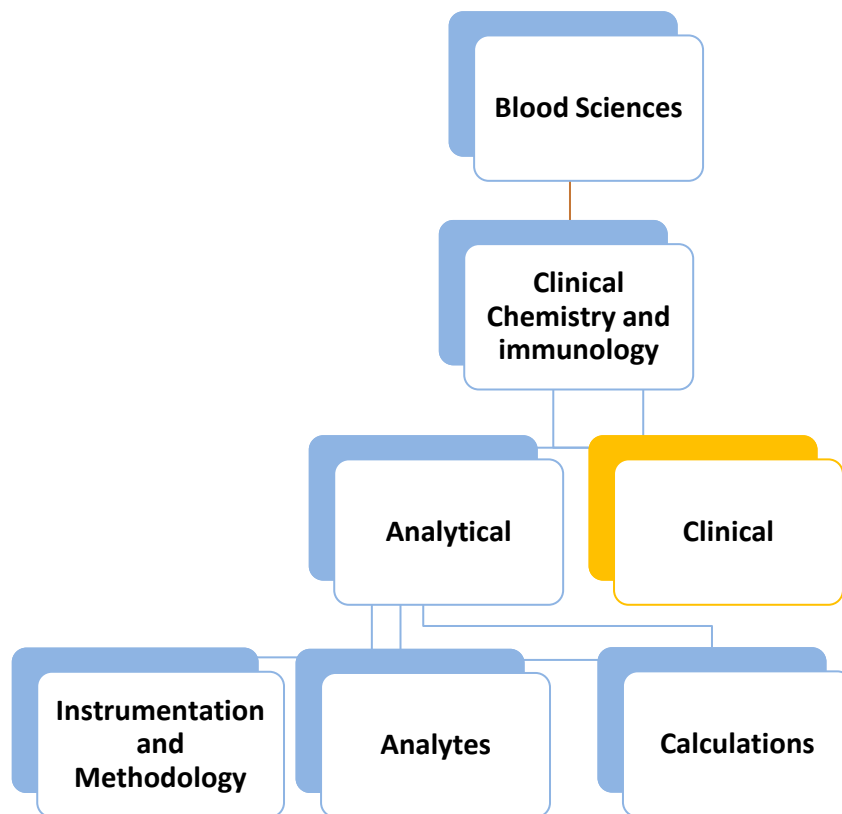 Blood Sciences
Clinical
Chemistry and
immunology
Analytical
Clinical
Instrumentation
and
Methodology
Analytes
Calculations